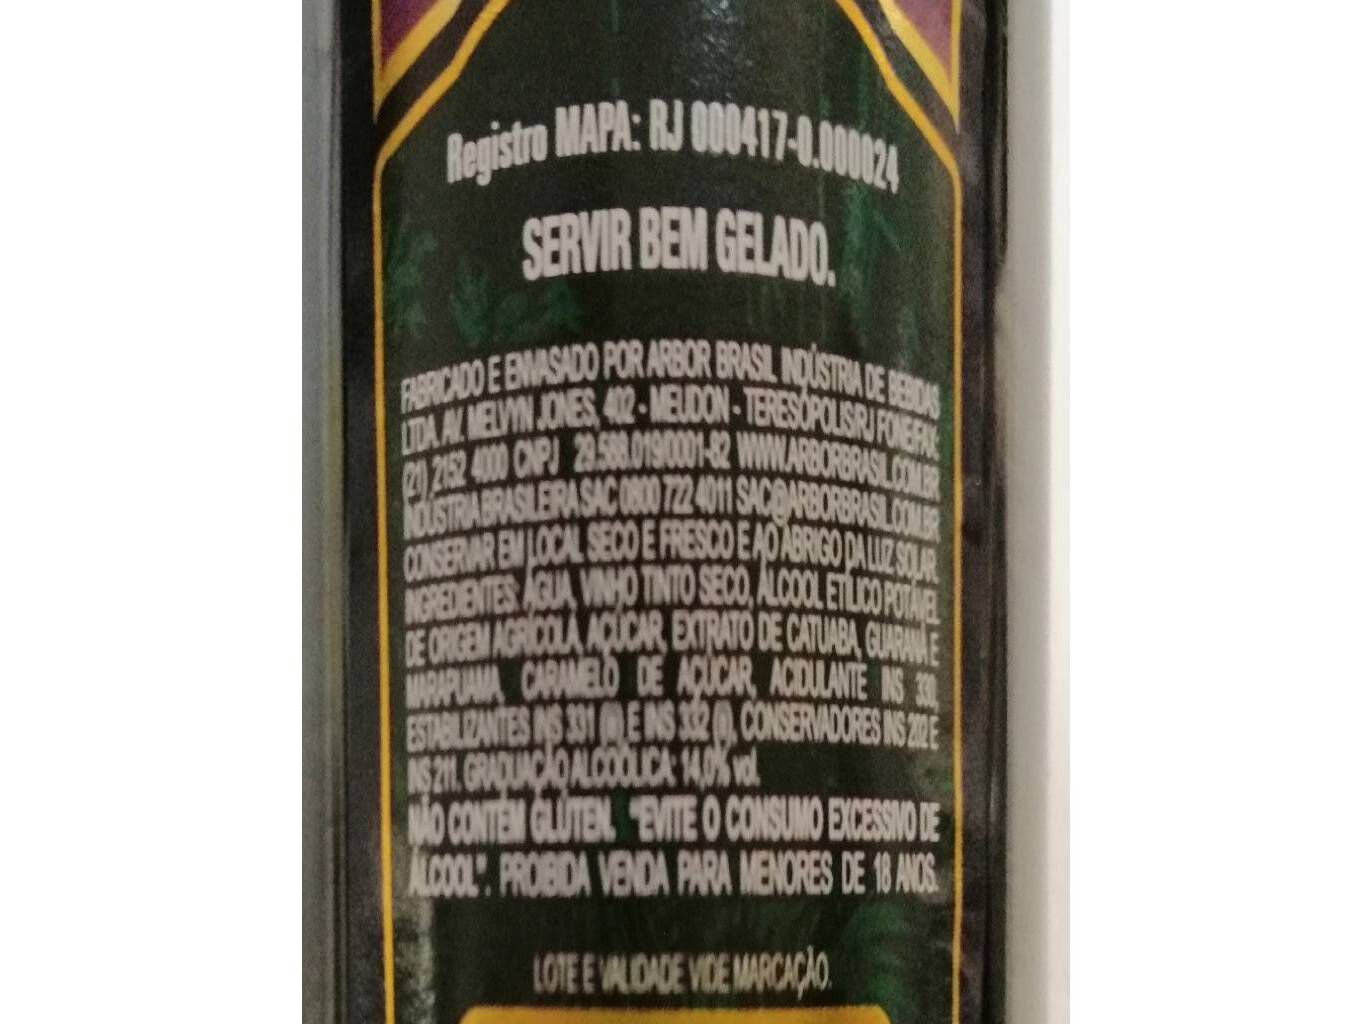 Registro MAPA: RJ 000417-0.000024
SERVIR BEM GELADO.
FABRICADO E ENVASADO POR ARBOR BRASIL INDÚSTRIA DE BEBIDAS
LTDA. AV. MELVYN JONES, 402 - MEUDON - TERESÓPOLIS/RJ FONE/FAX:
(21) 2152 4000 CNPJ 29.588.019/0001-82 WWW.ARBORBRASIL.COM.BR
INDÚSTRIA BRASILEIRA SAC 0800 722 4011 SAC@ARBORBRASIL.COM.BR
CONSERVAR EM LOCAL SECO E FRESCO E AO ABRIGO DA LUZ SOLAR.
INGREDIENTES: ÁGUA, VINHO TINTO SECO, ÁLCOOL ETÍLICO POTÁVEL
DE ORIGEM AGRÍCOLA, AÇÚCAR, EXTRATO DE CATUABA, GUARANÁ E
MARAPUAMA, CARAMELO DE AÇÚCAR, ACIDULANTE INS 330,
ESTABILIZANTES INS 331 (iii) E INS 332 (ii), CONSERVADORES INS 202 E
INS 211. GRADUAÇÃO ALCOÓLICA: 14,0% vol.
NÃO CONTÉM GLÚTEN. "EVITE O CONSUMO EXCESSIVO DE
ÁLCOOL". PROIBIDA VENDA PARA MENORES DE 18 ANOS.
LOTE E VALIDADE VIDE MARCAÇÃO.